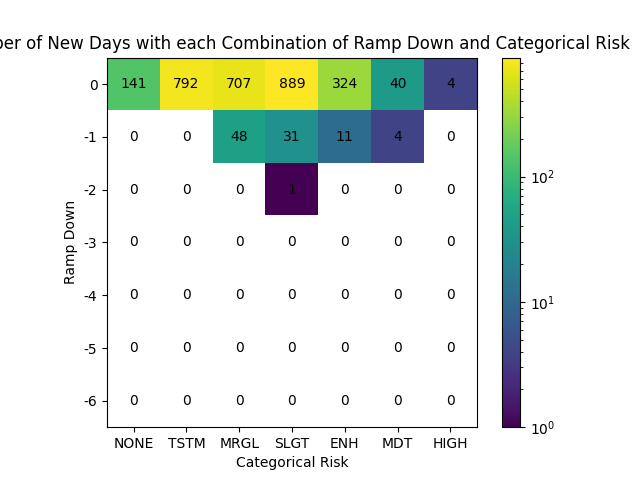 of New Days with each Combination of Ramp Down and Categorical Risk
0 141 792 707 889 324 40 4
-1 0 0 48 31 11 4 0
-2 0 0 0 1 0 0 0
-3 0 0 0 0 0 0 0
-4 0 0 0 0 0 0 0
-5 0 0 0 0 0 0 0
-6 0 0 0 0 0 0 0
NONE TSTM MRGL SLGT ENH MDT HIGH
Categorical Risk
Ramp Down
10²
10¹
10⁰